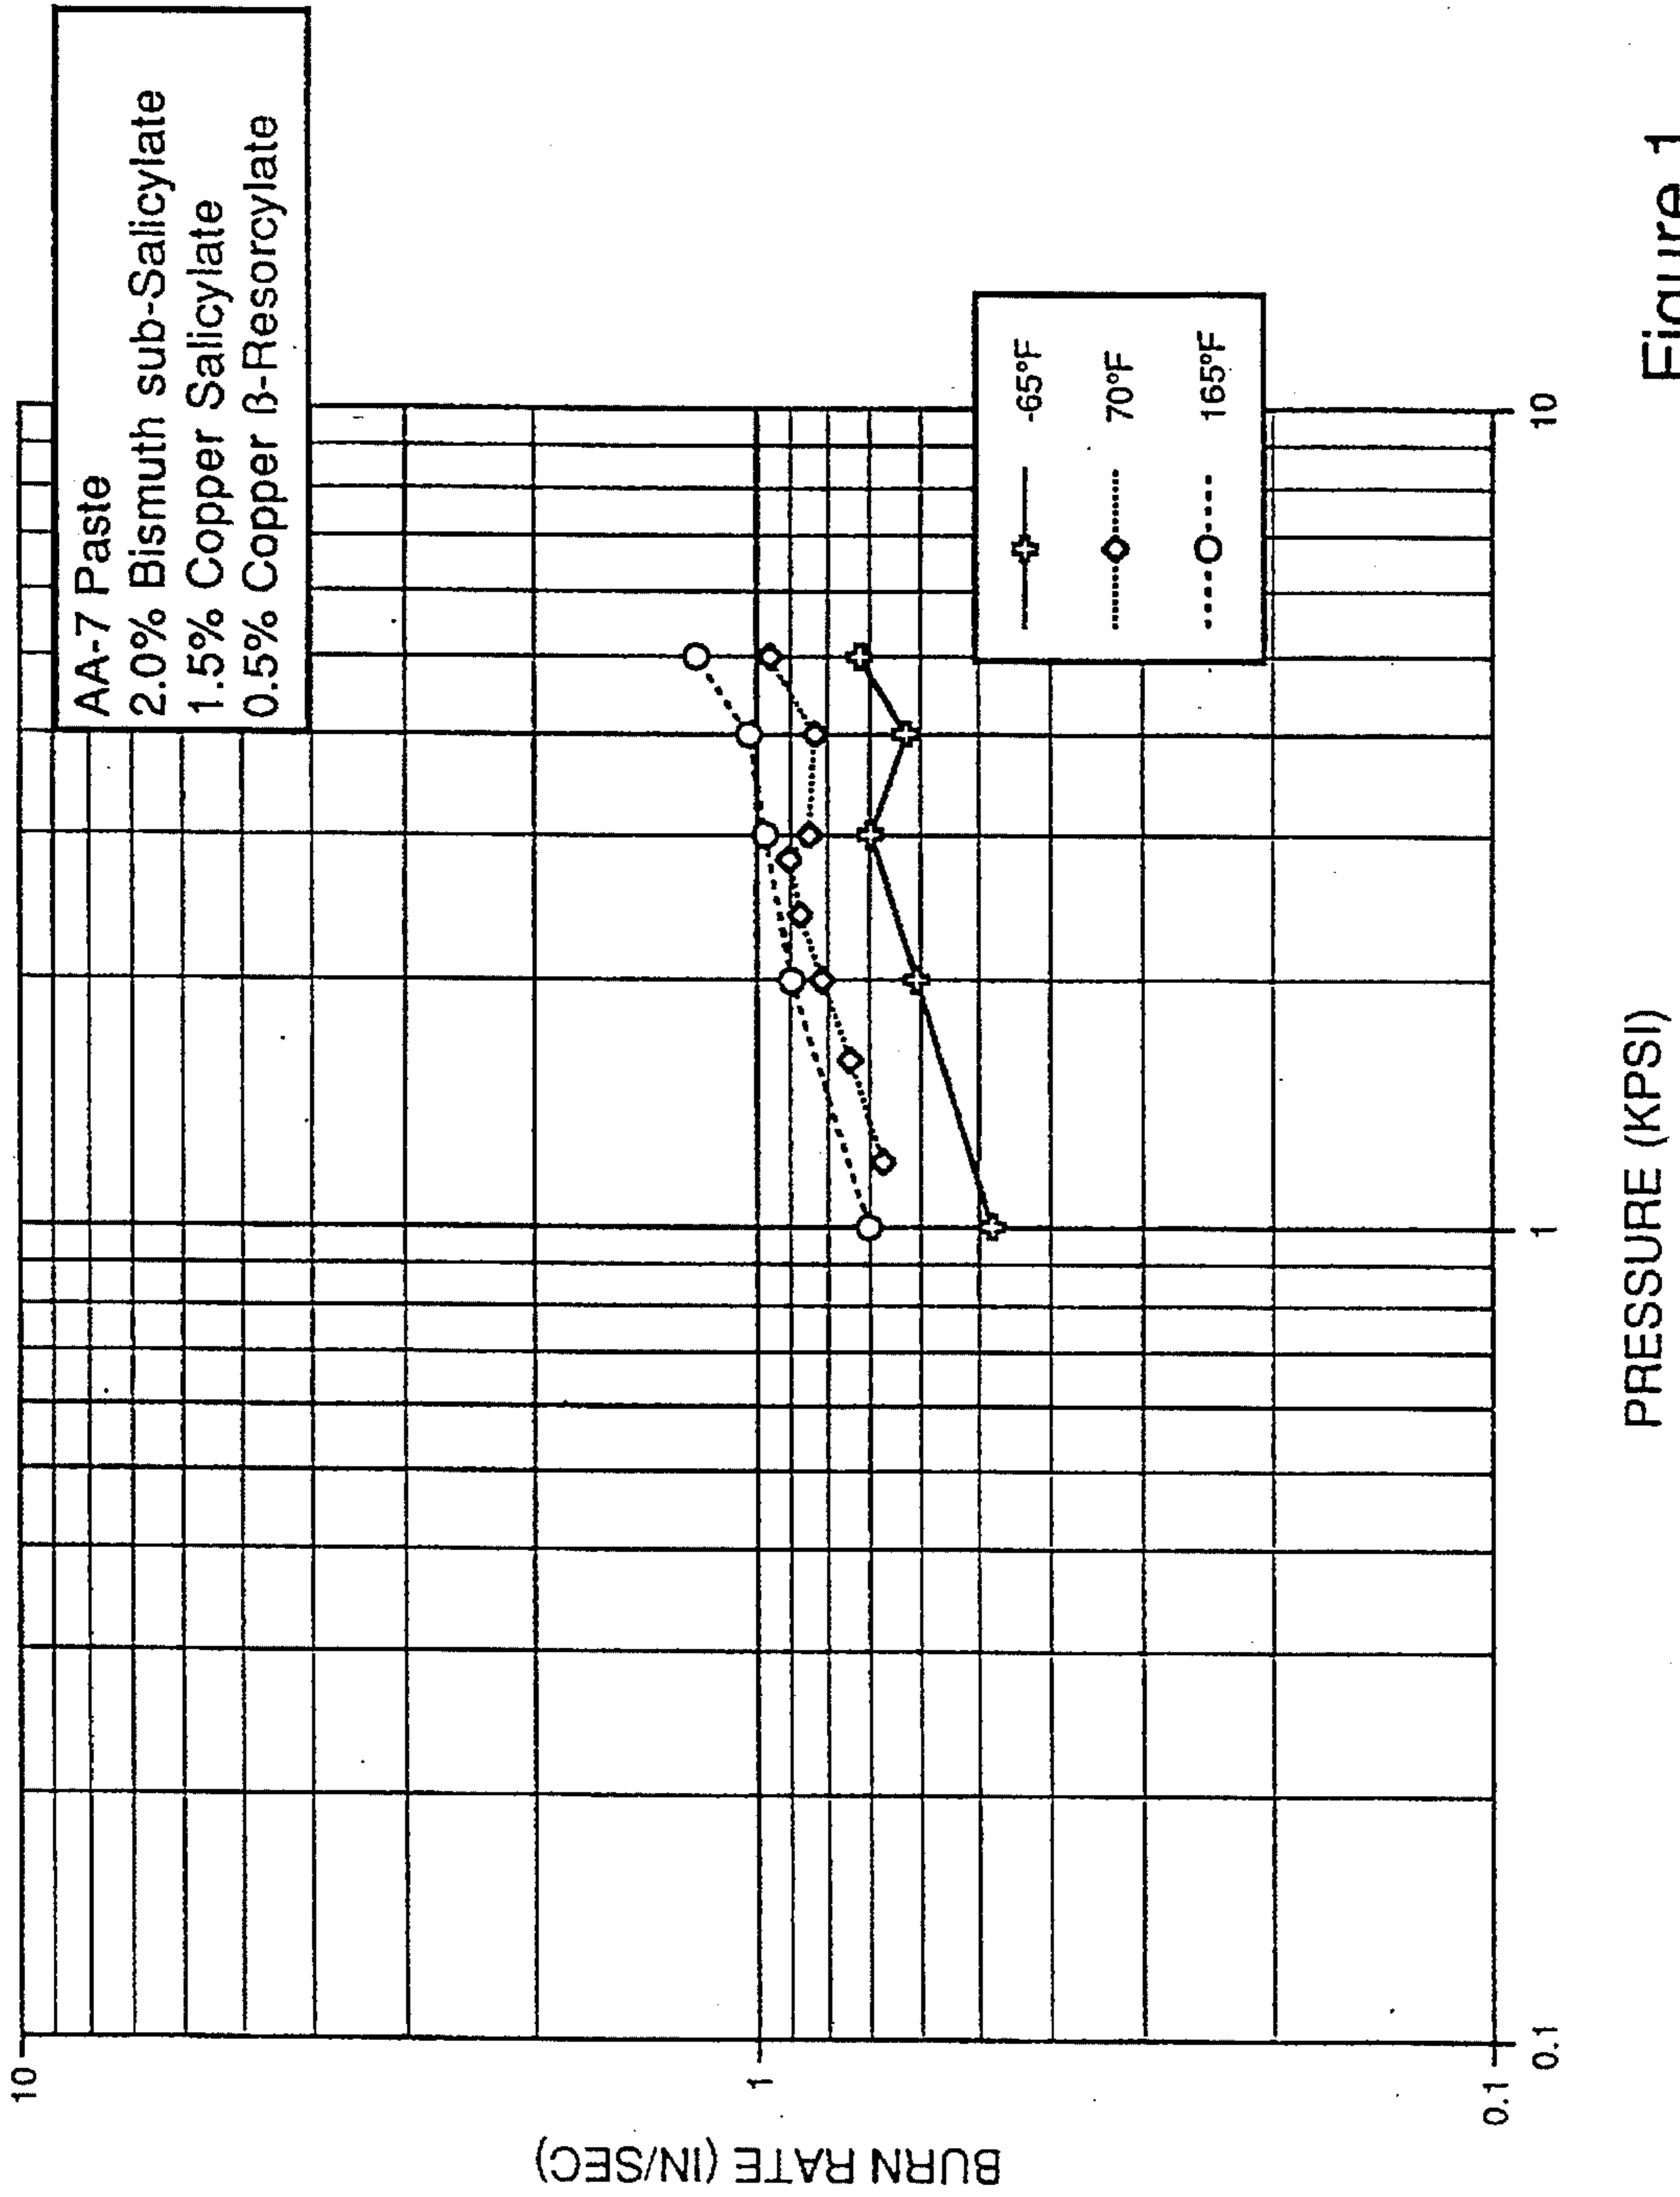 AA-7 Paste
2.0% Bismuth sub-Salicylate
1.5% Copper Salicylate
0.5% Copper ß-Resorcylate
10
1
0.1
BURN RATE (IN/SEC)
-65°F
70°F
165°F
0.1
1
10
PRESSURE (KPSI)
Figure 1